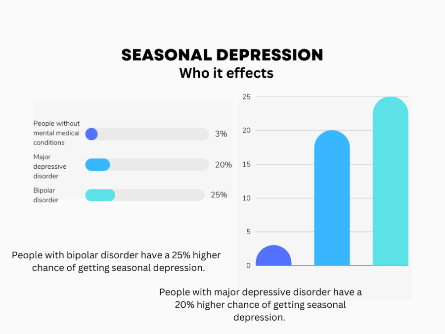 SEASONAL DEPRESSION
Who it effects
People without
mental medical
conditions
3%
Major
depressive
disorder
20%
Bipolar
disorder
25%
25
20
15
10
5
0
People with bipolar disorder have a 25% higher
chance of getting seasonal depression.
People with major depressive disorder have a
20% higher chance of getting seasonal
depression.